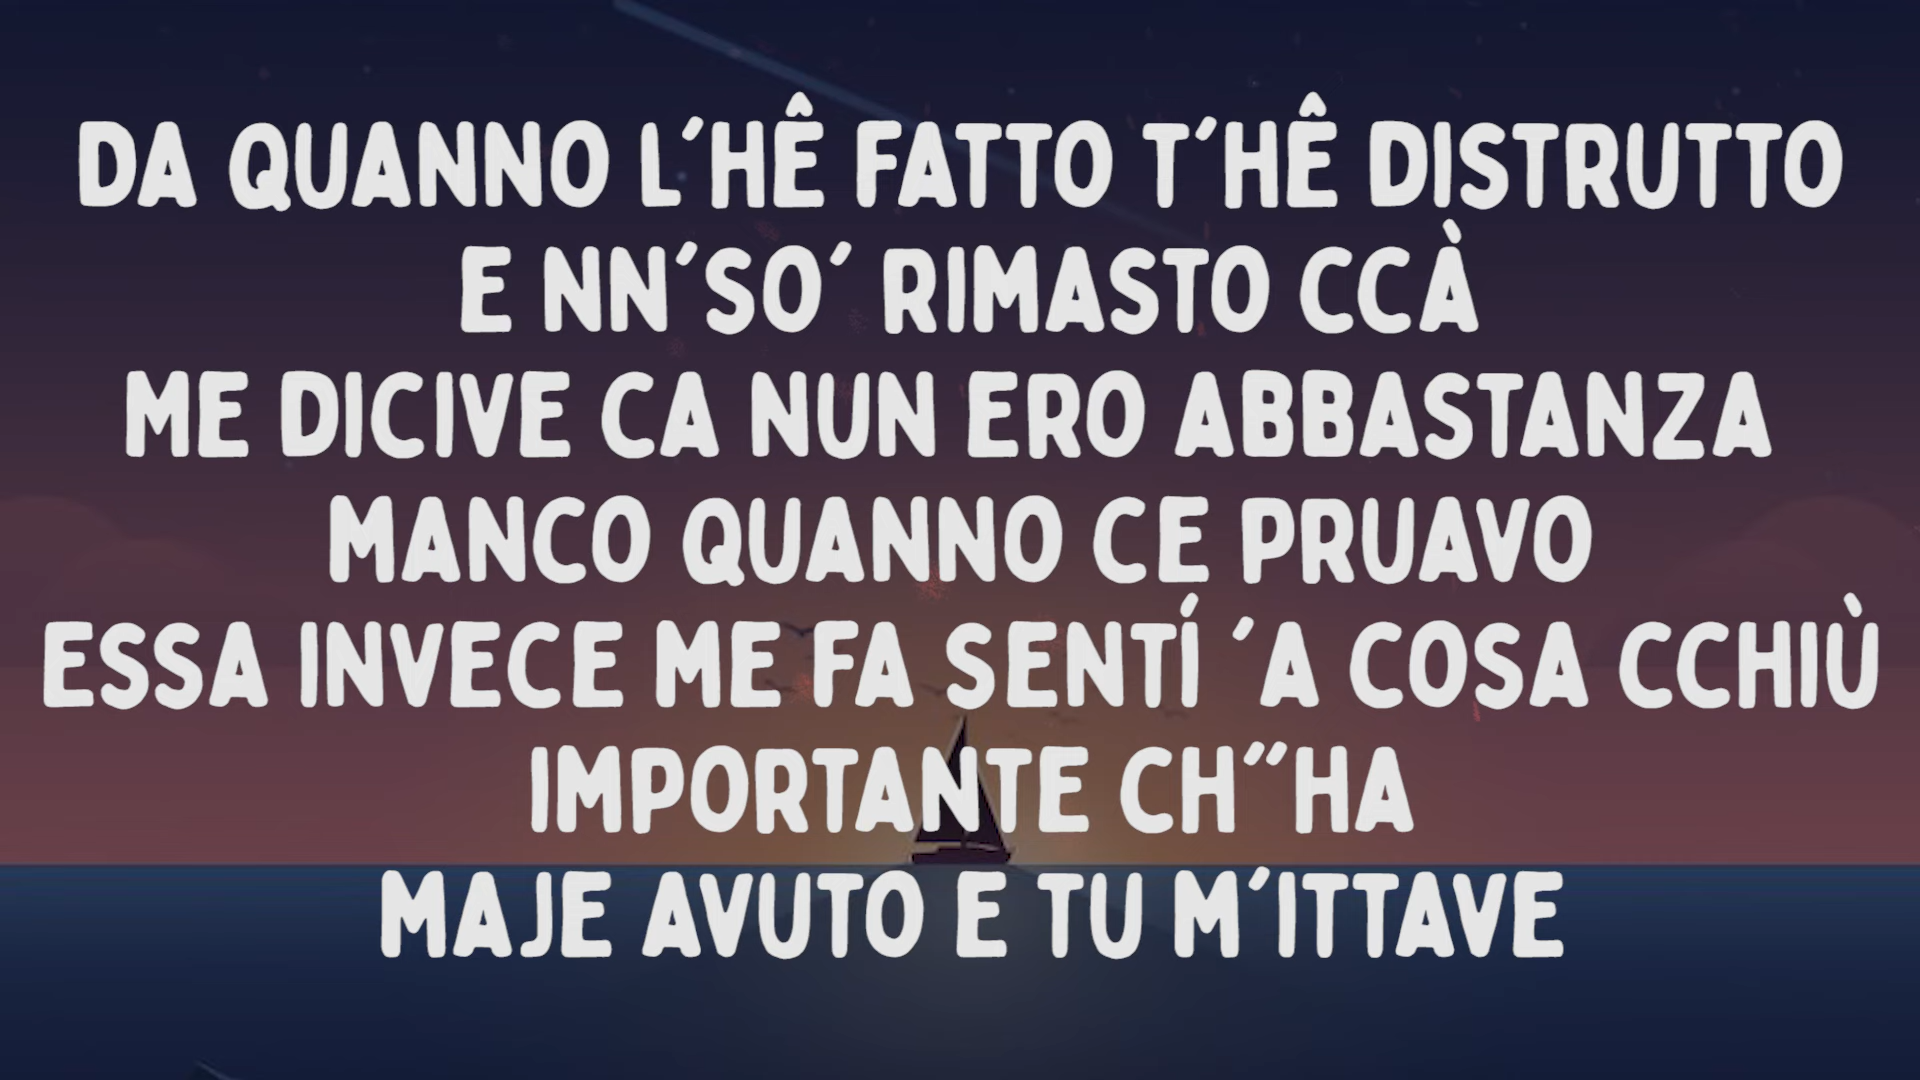 DA QUANNO L´HÊ FATTO T´HÊ DISTRUTTO
E NN´SO´ RIMASTO CCÀ
ME DICIVE CA NUN ERO ABBASTANZA
MANCO QUANNO CE PRUAVO
ESSA INVECE ME FA SENTÍ ´A COSA CCHIÙ
IMPORTANTE CH´´HA
MAJE AVUTO E TU M´ITTAVE